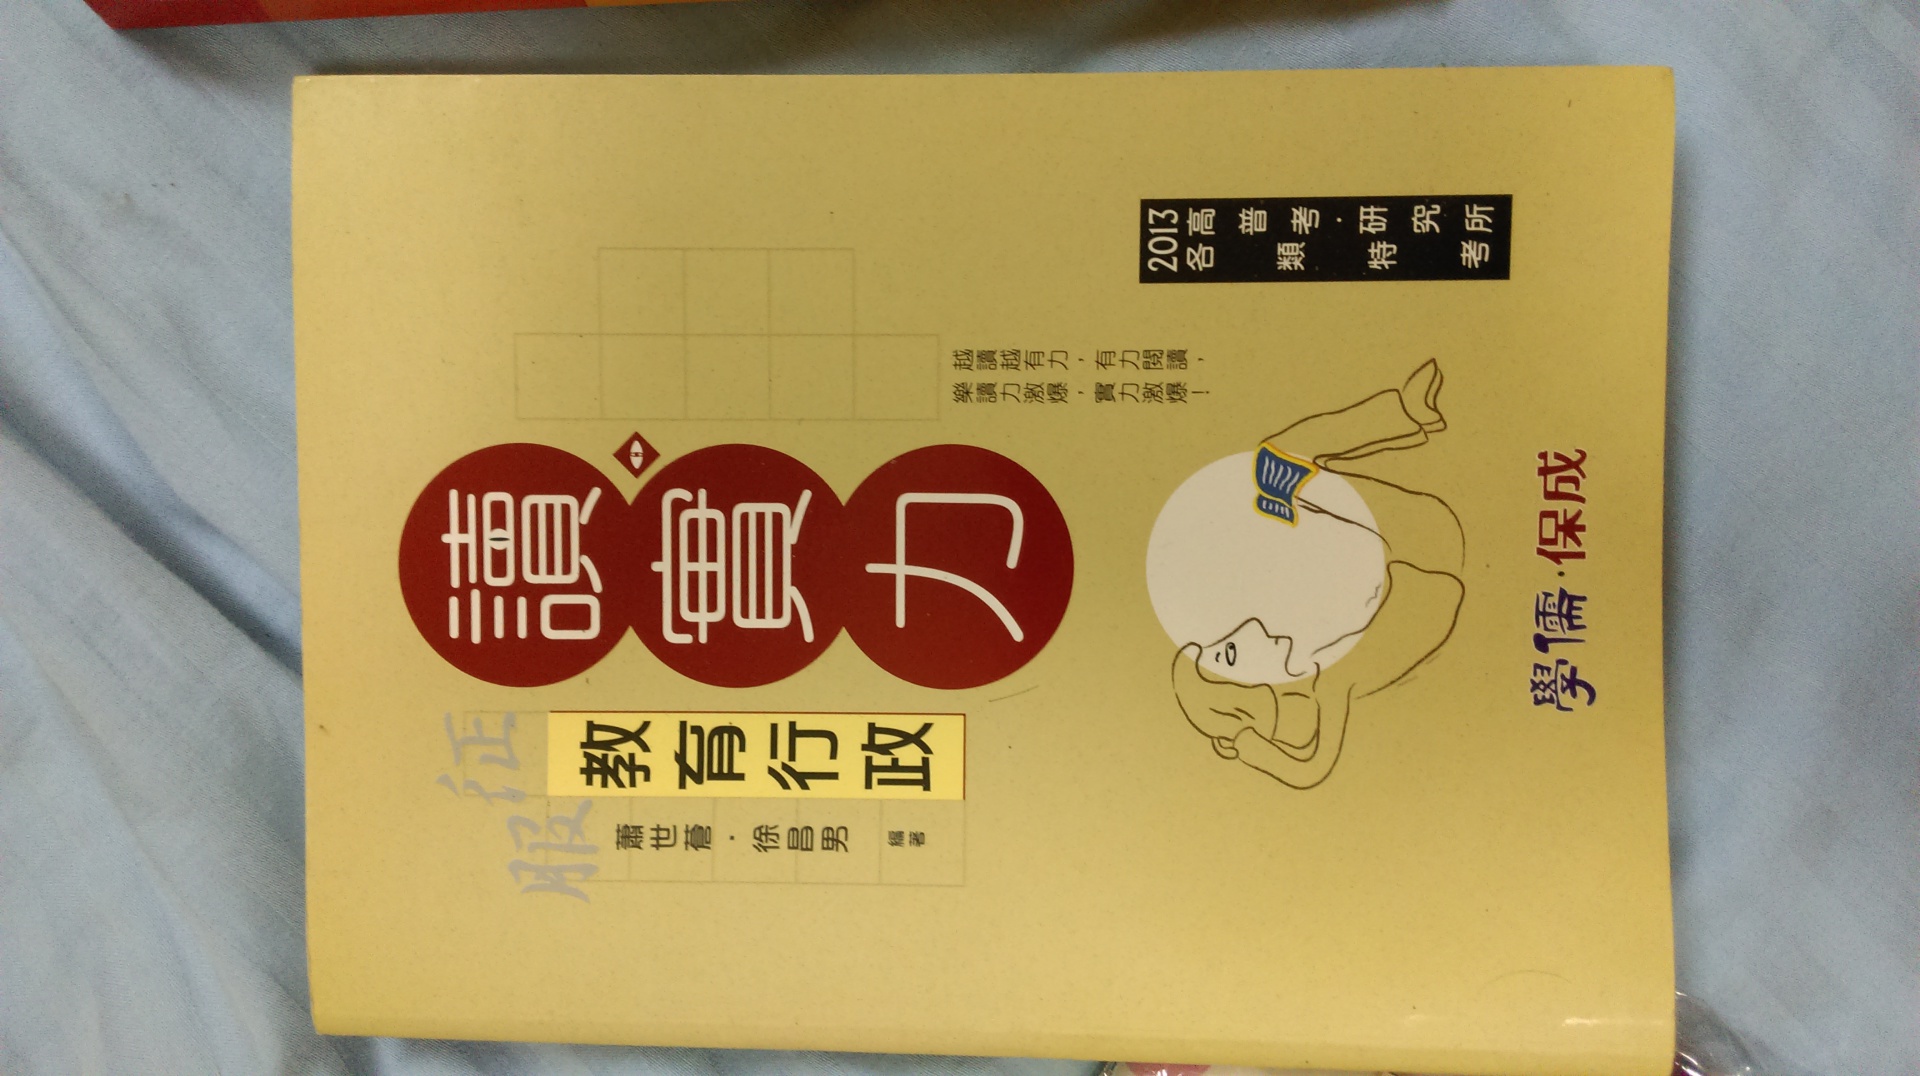 服征
教育行政
讀實力
蕭世蒼·徐昌男 編著
越讀越有力，有力閱讀，
樂讀力激爆，實力激爆！
2013
高普考·研究所
各類特考
學儒·保成